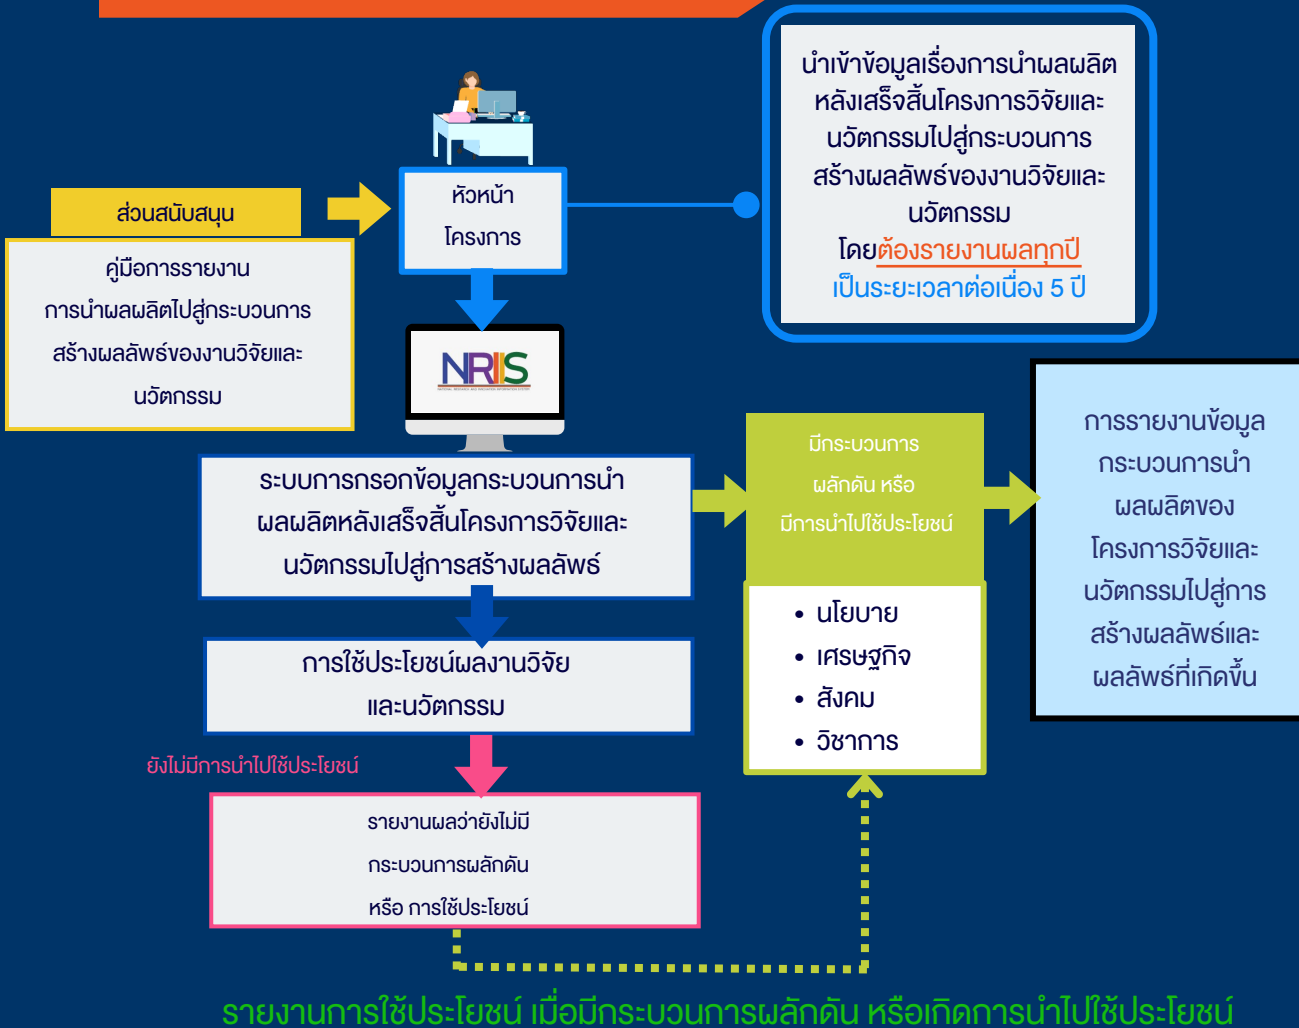 นำเข้าข้อมูลเรื่องการนำผลผลิต
หลังเสร็จสิ้นโครงการวิจัยและ
นวัตกรรมไปสู่กระบวนการ
สร้างผลลัพธ์ของงานวิจัยและ
นวัตกรรม
โดยต้องรายงานผลทุกปี
เป็นระยะเวลาต่อเนื่อง 5 ปี
หัวหน้า
โครงการ
ส่วนสนับสนุน
คู่มือการรายงาน
การนำผลผลิตไปสู่กระบวนการ
สร้างผลลัพธ์ของงานวิจัยและ
นวัตกรรม
NRIIS
NATIONAL RESEARCH AND INNOVATION INFORMATION SYSTEM
ระบบการกรอกข้อมูลกระบวนการนำ
ผลผลิตหลังเสร็จสิ้นโครงการวิจัยและ
นวัตกรรมไปสู่การสร้างผลลัพธ์
มีกระบวนการ
ผลักดัน หรือ
มีการนำไปใช้ประโยชน์
• นโยบาย
• เศรษฐกิจ
• สังคม
• วิชาการ
การรายงานข้อมูล
กระบวนการนำ
ผลผลิตของ
โครงการวิจัยและ
นวัตกรรมไปสู่การ
สร้างผลลัพธ์และ
ผลลัพธ์ที่เกิดขึ้น
การใช้ประโยชน์ผลงานวิจัย
และนวัตกรรม
ยังไม่มีการนำไปใช้ประโยชน์
รายงานผลว่ายังไม่มี
กระบวนการผลักดัน
หรือ การใช้ประโยชน์
รายงานการใช้ประโยชน์ เมื่อมีกระบวนการผลักดัน หรือเกิดการนำไปใช้ประโยชน์